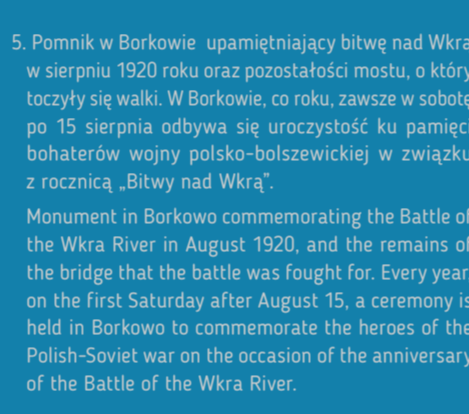 5. Pomnik w Borkowie upamiętniający bitwę nad Wkrą
w sierpniu 1920 roku oraz pozostałości mostu, o który
toczyły się walki. W Borkowie, co roku, zawsze w sobotę
po 15 sierpnia odbywa się uroczystość ku pamięci
bohaterów wojny polsko-bolszewickiej w związku
z rocznicą „Bitwy nad Wkrą”.
Monument in Borkowo commemorating the Battle of
the Wkra River in August 1920, and the remains of
the bridge that the battle was fought for. Every year
on the first Saturday after August 15, a ceremony is
held in Borkowo to commemorate the heroes of the
Polish-Soviet war on the occasion of the anniversary
of the Battle of the Wkra River.